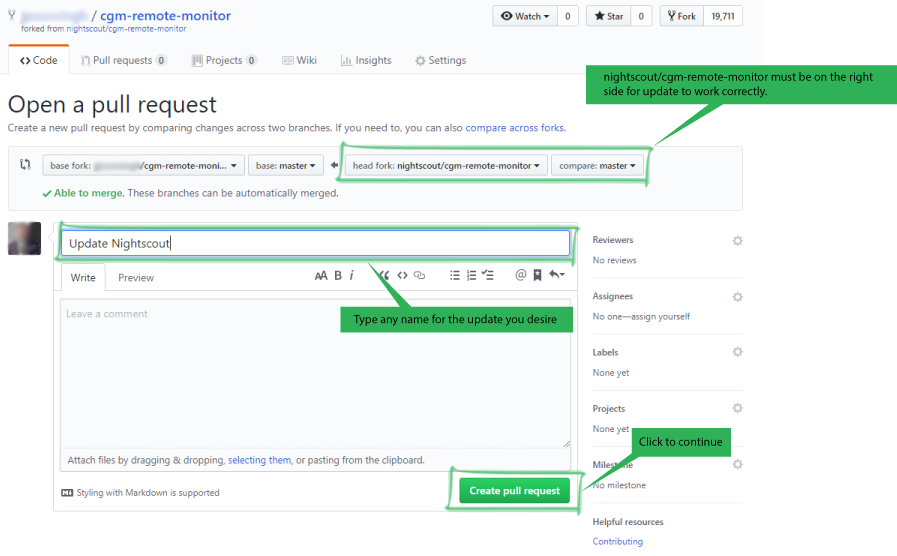 / cgm-remote-monitor
forked from nightscout/cgm-remote-monitor
Watch 0 Star 0 Fork 19,711
Code Pull requests 0 Projects 0 Wiki Insights Settings
nightscout/cgm-remote-monitor must be on the right
side for update to work correctly.
Open a pull request
Create a new pull request by comparing changes across two branches. If you need to, you can also compare across forks.
base fork: /cgm-remote-moni... base: master head fork: nightscout/cgm-remote-monitor compare: master
Able to merge. These branches can be automatically merged.
Update Nightscout
Write Preview
AA B i
Leave a comment
Type any name for the update you desire
Attach files by dragging & dropping, selecting them, or pasting from the clipboard.
Styling with Markdown is supported
Create pull request
Reviewers
No reviews
Assignees
No one—assign yourself
Labels
None yet
Projects
None yet
Click to continue
Milestone
No milestone
Helpful resources
Contributing